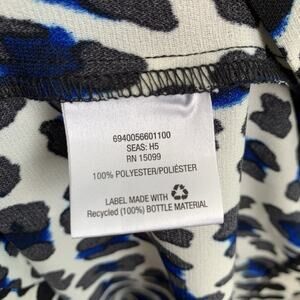 6940056601100
SEAS: H5
RN 15099
100% POLYESTER/POLIÉSTER
LABEL MADE WITH
Recycled (100%) BOTTLE MATERIAL